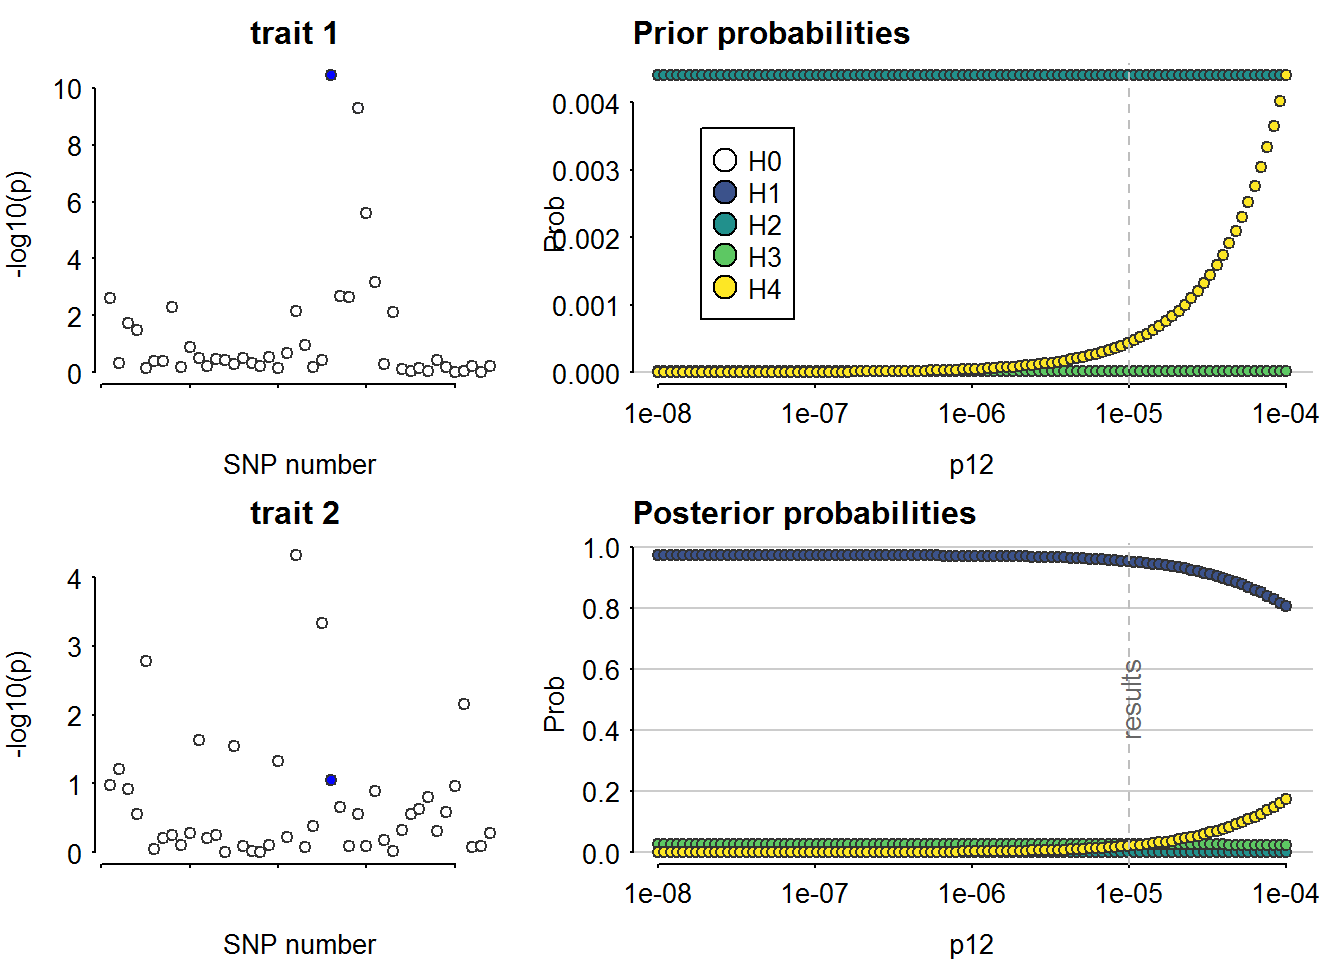 trait 1
10
8
6
4
2
0
-log10(p)
SNP number
Prior probabilities
0.004
0.003
0.002
0.001
0.000
Prob
H0
H1
H2
H3
H4
1e-08 1e-07 1e-06 1e-05 1e-04
p12
trait 2
4
3
2
1
0
-log10(p)
SNP number
Posterior probabilities
1.0
0.8
0.6
0.4
0.2
0.0
Prob
results
1e-08 1e-07 1e-06 1e-05 1e-04
p12